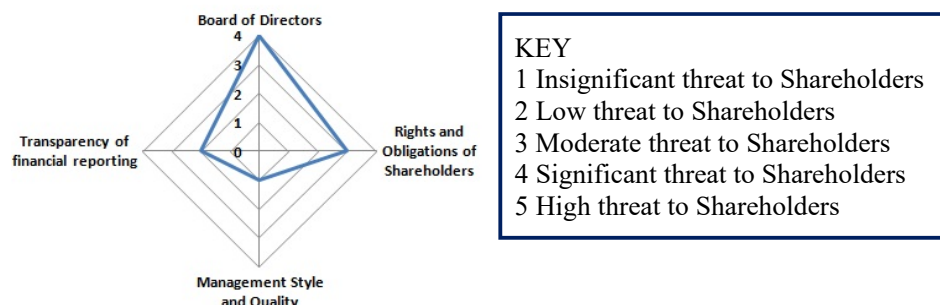 Board of Directors
4
3
2
1
0
Transparency of
financial reporting
Rights and
Obligations of
Shareholders
Management Style
and Quality
KEY
1 Insignificant threat to Shareholders
2 Low threat to Shareholders
3 Moderate threat to Shareholders
4 Significant threat to Shareholders
5 High threat to Shareholders